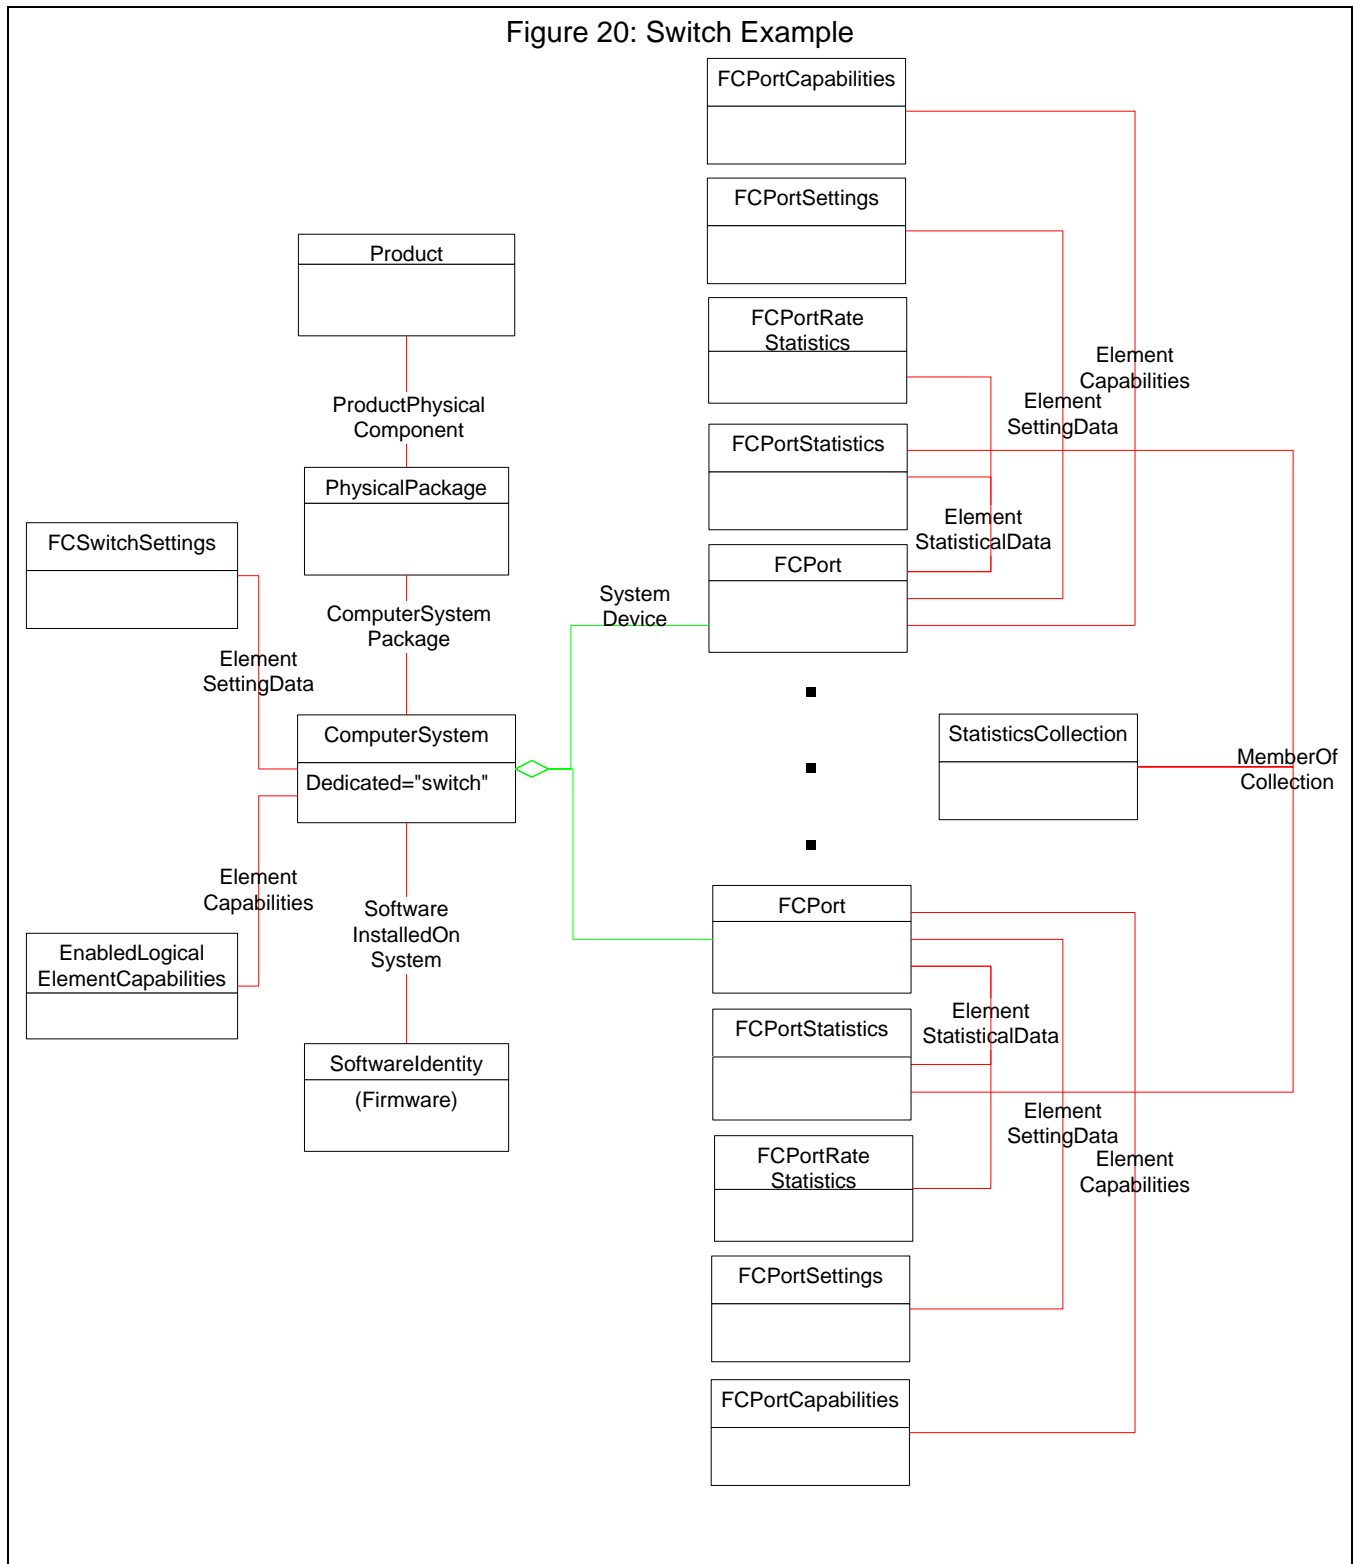 Figure 20: Switch Example
FCPortCapabilities
FCPortSettings
Product
FCPortRate
Statistics
Element
Capabilities
ProductPhysical
Component
Element
SettingData
FCPortStatistics
PhysicalPackage
Element
StatisticalData
FCSwitchSettings
FCPort
System
Device
ComputerSystem
Package
Element
SettingData
ComputerSystem
Dedicated="switch"
StatisticsCollection
MemberOf
Collection
Element
Capabilities
Software
InstalledOn
System
FCPort
EnabledLogical
ElementCapabilities
Element
StatisticalData
FCPortStatistics
SoftwareIdentity
(Firmware)
Element
SettingData
FCPortRate
Statistics
Element
Capabilities
FCPortSettings
FCPortCapabilities